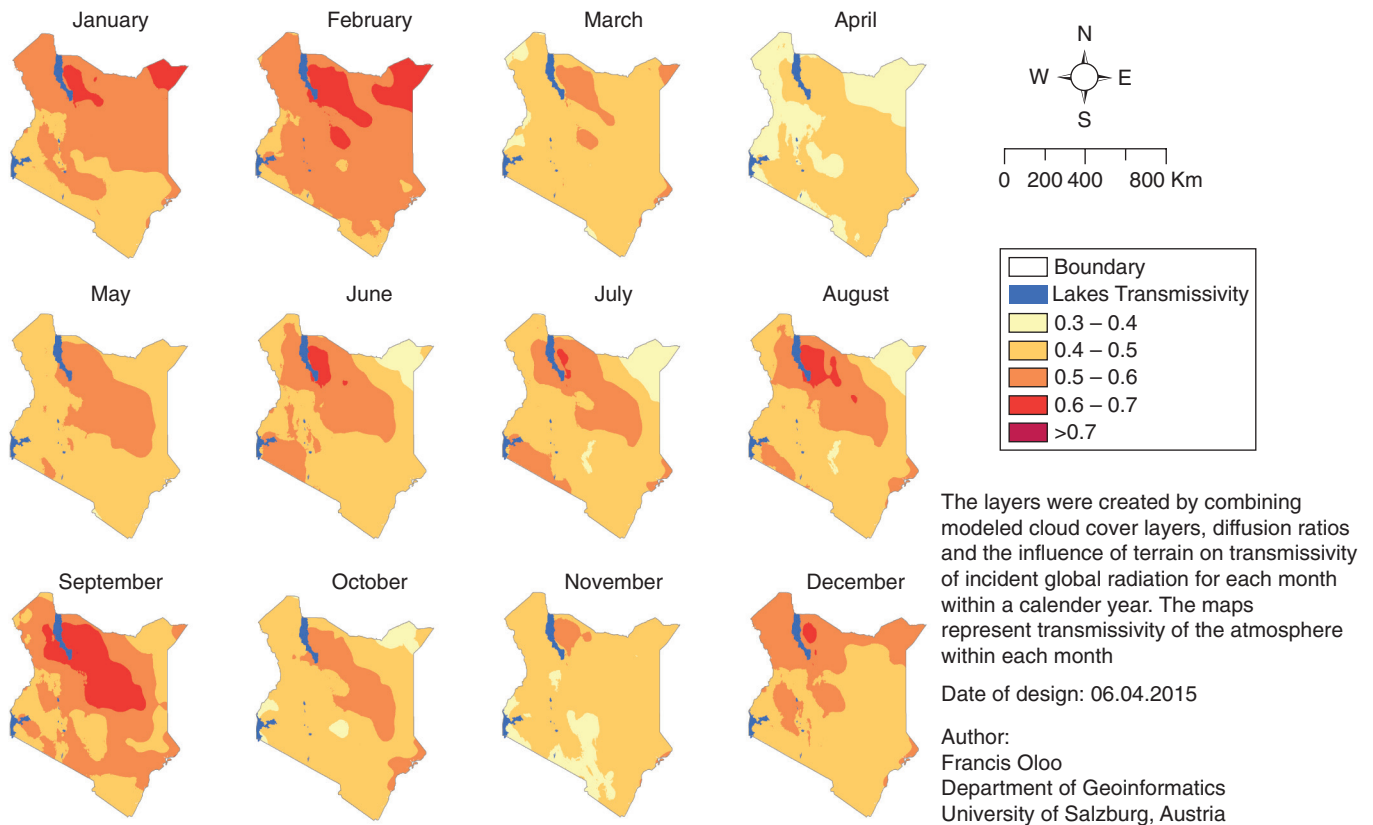 January
February
March
April
N
W
E
S
0 200 400 800 Km
May
June
July
August
Boundary
Lakes Transmissivity
0.3 – 0.4
0.4 – 0.5
0.5 – 0.6
0.6 – 0.7
>0.7
September
October
November
December
The layers were created by combining
modeled cloud cover layers, diffusion ratios
and the influence of terrain on transmissivity
of incident global radiation for each month
within a calender year. The maps
represent transmissivity of the atmosphere
within each month
Date of design: 06.04.2015
Author:
Francis Oloo
Department of Geoinformatics
University of Salzburg, Austria